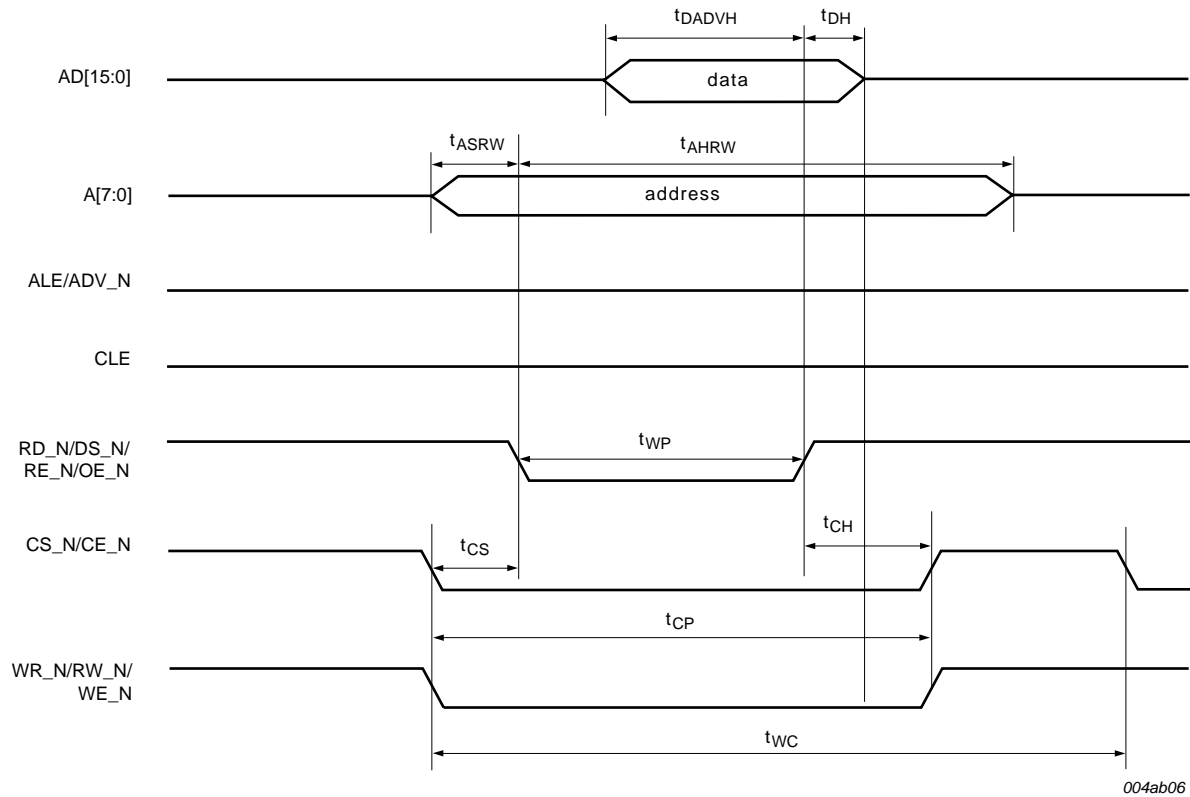 tDADVH tDH
AD[15:0] data
tASRW tAHRW
A[7:0] address
ALE/ADV_N
CLE
RD_N/DS_N/
RE_N/OE_N
tWP
CS_N/CE_N
tCS
tCH
tCP
WR_N/RW_N/
WE_N
tWC
004ab06